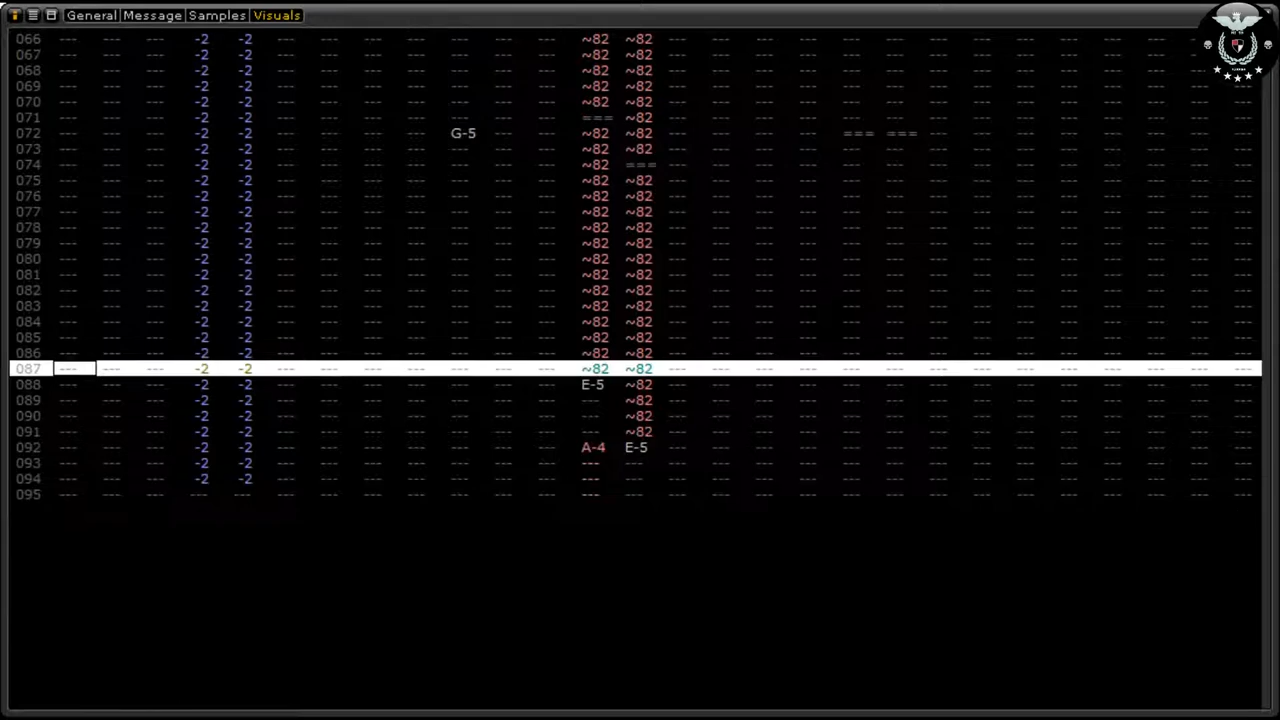 General Message Samples Visuals
066 --- --- --- -2 -2 --- --- --- --- --- --- --- ~82 ~82 --- --- --- --- --- --- --- --- --- --- --- --- --- ---
067 --- --- --- -2 -2 --- --- --- --- --- --- --- ~82 ~82 --- --- --- --- --- --- --- --- --- --- --- --- --- ---
068 --- --- --- -2 -2 --- --- --- --- --- --- --- ~82 ~82 --- --- --- --- --- --- --- --- --- --- --- --- --- ---
069 --- --- --- -2 -2 --- --- --- --- --- --- --- ~82 ~82 --- --- --- --- --- --- --- --- --- --- --- --- --- ---
070 --- --- --- -2 -2 --- --- --- --- --- --- --- ~82 ~82 --- --- --- --- --- --- --- --- --- --- --- --- --- ---
071 --- --- --- -2 -2 --- --- --- --- --- --- --- === ~82 --- --- --- --- --- --- --- --- --- --- --- --- --- ---
072 --- --- --- -2 -2 --- --- --- --- G-5 --- --- ~82 ~82 --- --- --- --- === === --- --- --- --- --- --- --- ---
073 --- --- --- -2 -2 --- --- --- --- --- --- --- ~82 ~82 --- --- --- --- --- --- --- --- --- --- --- --- --- ---
074 --- --- --- -2 -2 --- --- --- --- --- --- --- ~82 === --- --- --- --- --- --- --- --- --- --- --- --- --- ---
075 --- --- --- -2 -2 --- --- --- --- --- --- --- ~82 ~82 --- --- --- --- --- --- --- --- --- --- --- --- --- ---
076 --- --- --- -2 -2 --- --- --- --- --- --- --- ~82 ~82 --- --- --- --- --- --- --- --- --- --- --- --- --- ---
077 --- --- --- -2 -2 --- --- --- --- --- --- --- ~82 ~82 --- --- --- --- --- --- --- --- --- --- --- --- --- ---
078 --- --- --- -2 -2 --- --- --- --- --- --- --- ~82 ~82 --- --- --- --- --- --- --- --- --- --- --- --- --- ---
079 --- --- --- -2 -2 --- --- --- --- --- --- --- ~82 ~82 --- --- --- --- --- --- --- --- --- --- --- --- --- ---
080 --- --- --- -2 -2 --- --- --- --- --- --- --- ~82 ~82 --- --- --- --- --- --- --- --- --- --- --- --- --- ---
081 --- --- --- -2 -2 --- --- --- --- --- --- --- ~82 ~82 --- --- --- --- --- --- --- --- --- --- --- --- --- ---
082 --- --- --- -2 -2 --- --- --- --- --- --- --- ~82 ~82 --- --- --- --- --- --- --- --- --- --- --- --- --- ---
083 --- --- --- -2 -2 --- --- --- --- --- --- --- ~82 ~82 --- --- --- --- --- --- --- --- --- --- --- --- --- ---
084 --- --- --- -2 -2 --- --- --- --- --- --- --- ~82 ~82 --- --- --- --- --- --- --- --- --- --- --- --- --- ---
085 --- --- --- -2 -2 --- --- --- --- --- --- --- ~82 ~82 --- --- --- --- --- --- --- --- --- --- --- --- --- ---
086 --- --- --- -2 -2 --- --- --- --- --- --- --- ~82 ~82 --- --- --- --- --- --- --- --- --- --- --- --- --- ---
087 --- --- --- -2 -2 --- --- --- --- --- --- --- ~82 ~82 --- --- --- --- --- --- --- --- --- --- --- --- --- ---
088 --- --- --- -2 -2 --- --- --- --- --- --- --- E-5 ~82 --- --- --- --- --- --- --- --- --- --- --- --- --- ---
089 --- --- --- -2 -2 --- --- --- --- --- --- --- --- ~82 --- --- --- --- --- --- --- --- --- --- --- --- --- ---
090 --- --- --- -2 -2 --- --- --- --- --- --- --- --- ~82 --- --- --- --- --- --- --- --- --- --- --- --- --- ---
091 --- --- --- -2 -2 --- --- --- --- --- --- --- --- ~82 --- --- --- --- --- --- --- --- --- --- --- --- --- ---
092 --- --- --- -2 -2 --- --- --- --- --- --- --- A-4 E-5 --- --- --- --- --- --- --- --- --- --- --- --- --- ---
093 --- --- --- -2 -2 --- --- --- --- --- --- --- --- --- --- --- --- --- --- --- --- --- --- --- --- --- --- ---
094 --- --- --- -2 -2 --- --- --- --- --- --- --- --- --- --- --- --- --- --- --- --- --- --- --- --- --- --- ---
095 --- --- --- --- --- --- --- --- --- --- --- --- --- --- --- --- --- --- --- --- --- --- --- --- --- --- --- ---